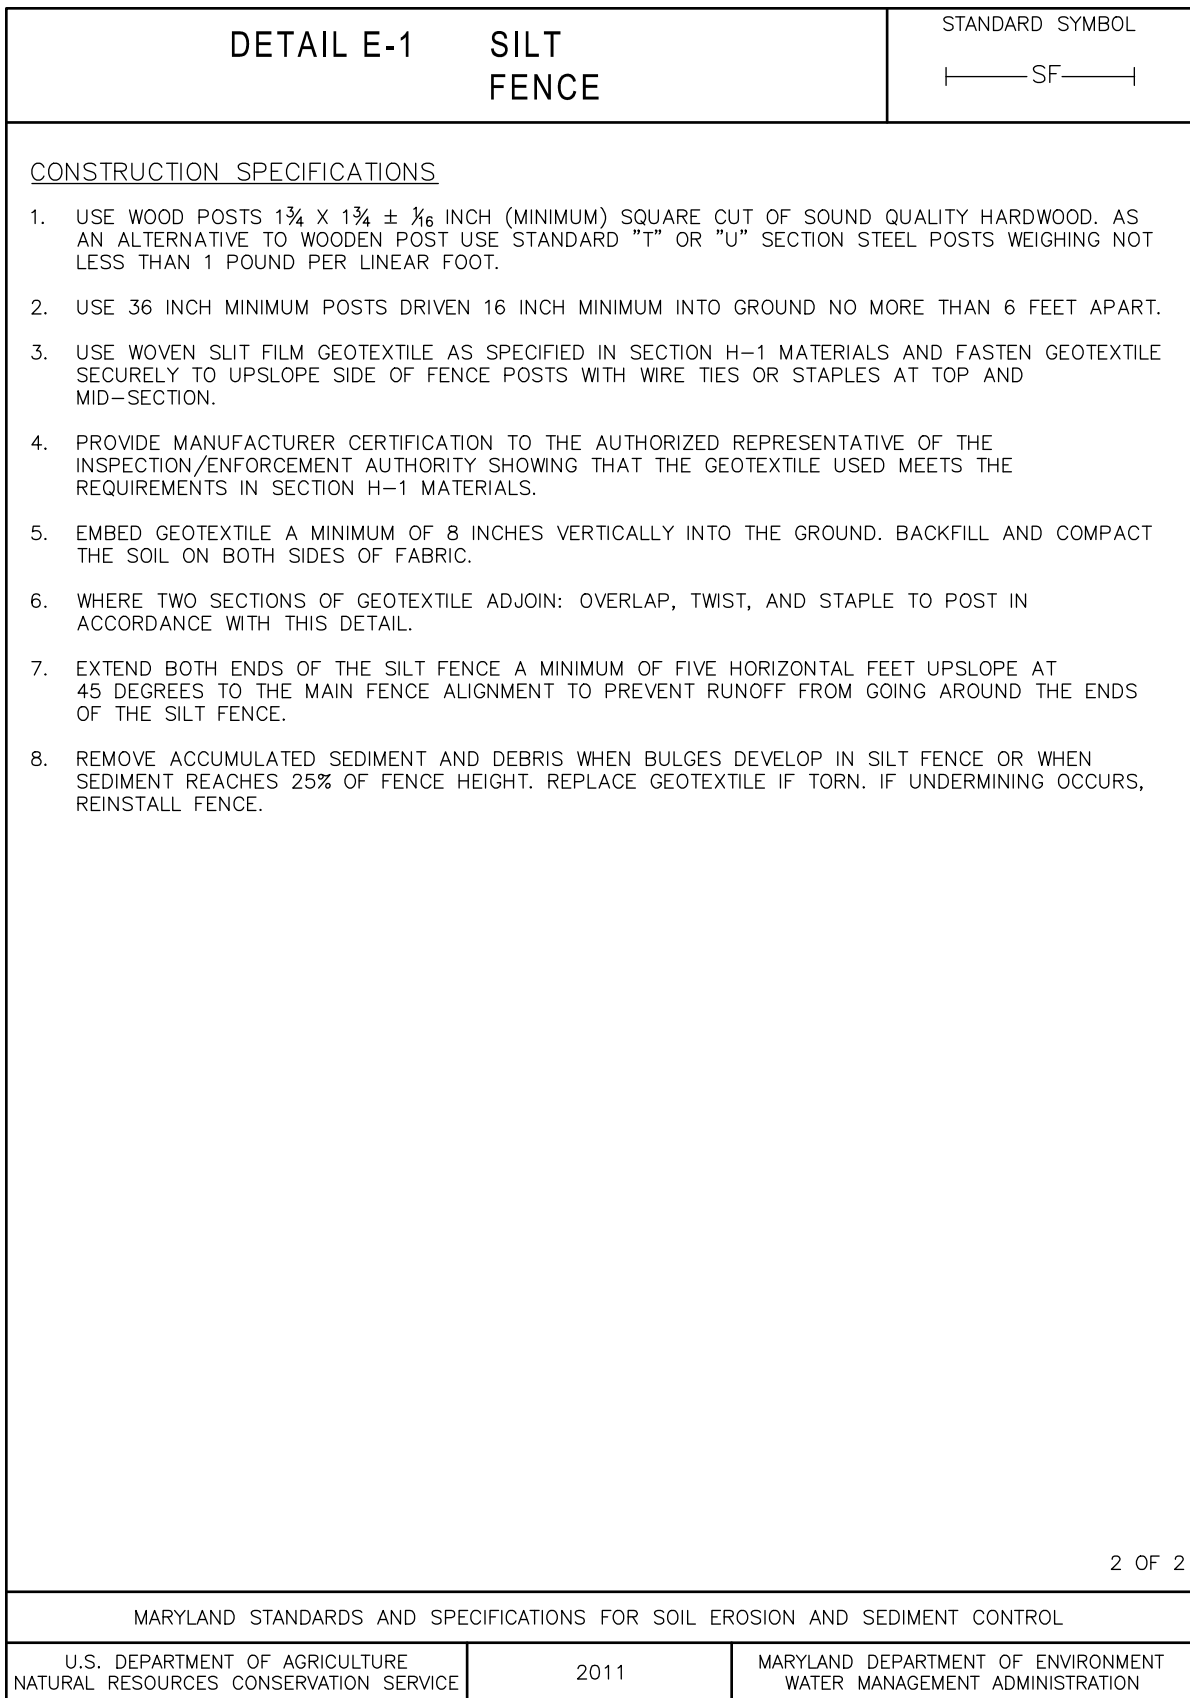 DETAIL E-1 SILT
FENCE
STANDARD SYMBOL
SF
CONSTRUCTION SPECIFICATIONS
1. USE WOOD POSTS 1¾ X 1¾ ± 1⁄16 INCH (MINIMUM) SQUARE CUT OF SOUND QUALITY HARDWOOD. AS
AN ALTERNATIVE TO WOODEN POST USE STANDARD "T" OR "U" SECTION STEEL POSTS WEIGHING NOT
LESS THAN 1 POUND PER LINEAR FOOT.
2. USE 36 INCH MINIMUM POSTS DRIVEN 16 INCH MINIMUM INTO GROUND NO MORE THAN 6 FEET APART.
3. USE WOVEN SLIT FILM GEOTEXTILE AS SPECIFIED IN SECTION H-1 MATERIALS AND FASTEN GEOTEXTILE
SECURELY TO UPSLOPE SIDE OF FENCE POSTS WITH WIRE TIES OR STAPLES AT TOP AND
MID-SECTION.
4. PROVIDE MANUFACTURER CERTIFICATION TO THE AUTHORIZED REPRESENTATIVE OF THE
INSPECTION/ENFORCEMENT AUTHORITY SHOWING THAT THE GEOTEXTILE USED MEETS THE
REQUIREMENTS IN SECTION H-1 MATERIALS.
5. EMBED GEOTEXTILE A MINIMUM OF 8 INCHES VERTICALLY INTO THE GROUND. BACKFILL AND COMPACT
THE SOIL ON BOTH SIDES OF FABRIC.
6. WHERE TWO SECTIONS OF GEOTEXTILE ADJOIN: OVERLAP, TWIST, AND STAPLE TO POST IN
ACCORDANCE WITH THIS DETAIL.
7. EXTEND BOTH ENDS OF THE SILT FENCE A MINIMUM OF FIVE HORIZONTAL FEET UPSLOPE AT
45 DEGREES TO THE MAIN FENCE ALIGNMENT TO PREVENT RUNOFF FROM GOING AROUND THE ENDS
OF THE SILT FENCE.
8. REMOVE ACCUMULATED SEDIMENT AND DEBRIS WHEN BULGES DEVELOP IN SILT FENCE OR WHEN
SEDIMENT REACHES 25% OF FENCE HEIGHT. REPLACE GEOTEXTILE IF TORN. IF UNDERMINING OCCURS,
REINSTALL FENCE.
2 OF 2
MARYLAND STANDARDS AND SPECIFICATIONS FOR SOIL EROSION AND SEDIMENT CONTROL
U.S. DEPARTMENT OF AGRICULTURE
NATURAL RESOURCES CONSERVATION SERVICE
2011
MARYLAND DEPARTMENT OF ENVIRONMENT
WATER MANAGEMENT ADMINISTRATION